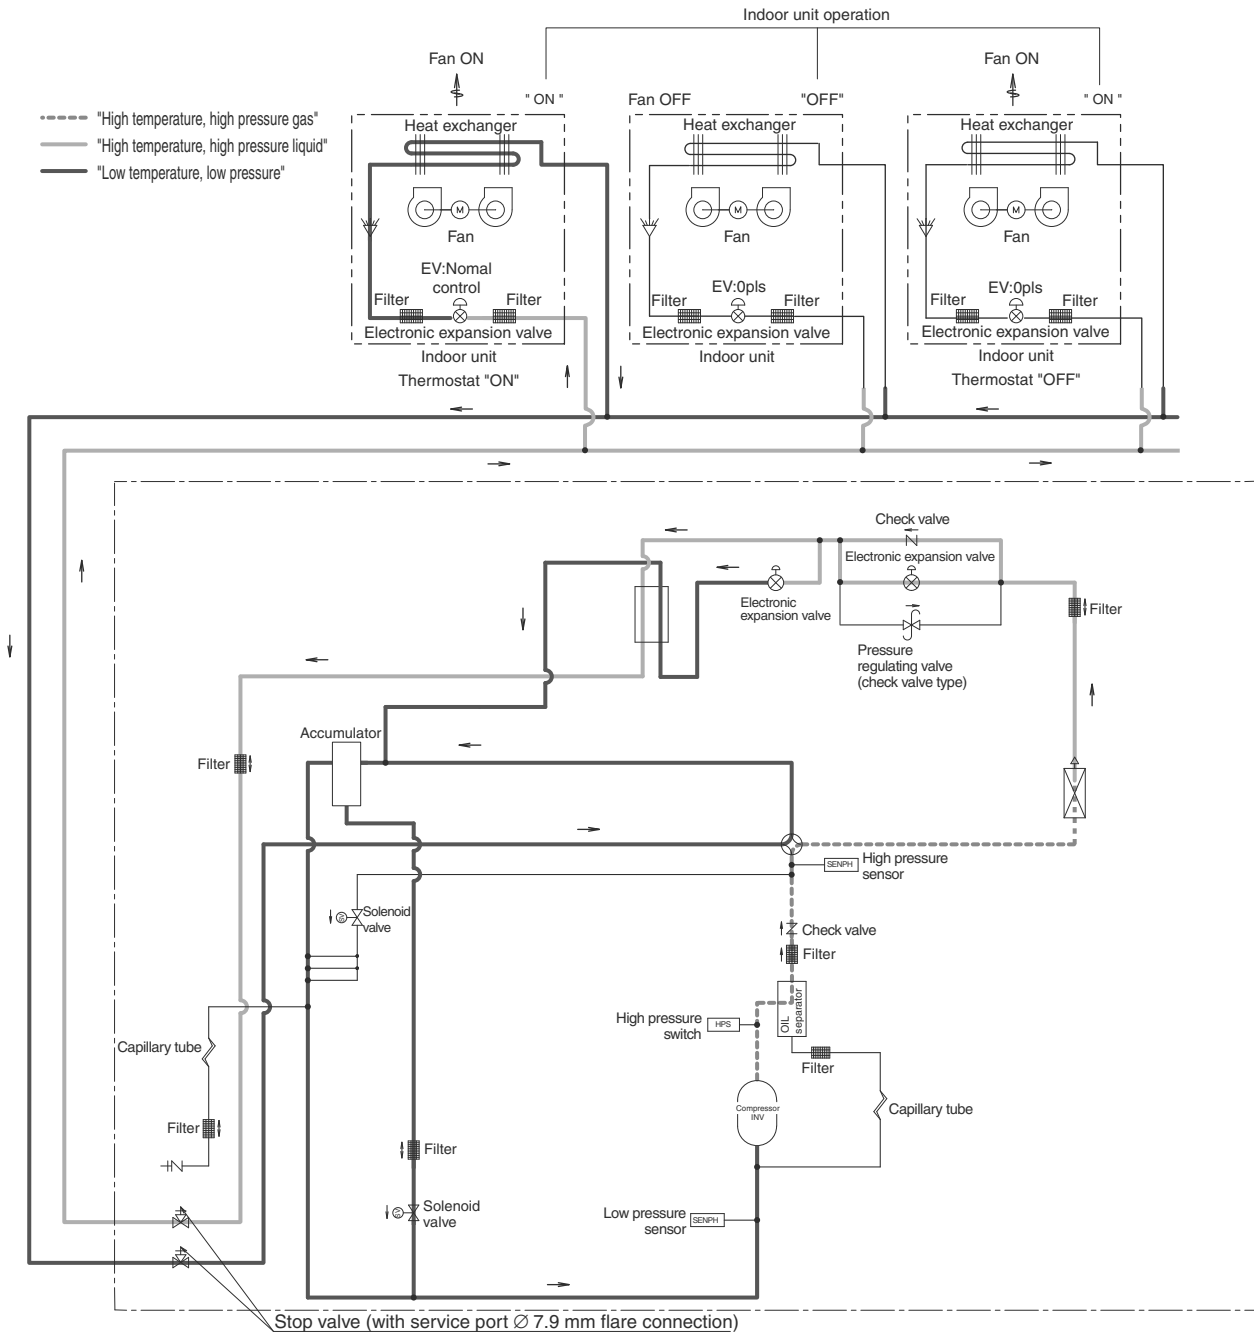 Indoor unit operation
Fan ON
" ON "
Fan OFF
"OFF"
Fan ON
" ON "
"High temperature, high pressure gas"
"High temperature, high pressure liquid"
"Low temperature, low pressure"
Heat exchanger
Heat exchanger
Heat exchanger
M
M
M
Fan
Fan
Fan
EV:Nomal
control
EV:0pls
EV:0pls
Filter
Filter
Filter
Filter
Filter
Filter
Electronic expansion valve
Electronic expansion valve
Electronic expansion valve
Indoor unit
Indoor unit
Indoor unit
Thermostat "ON"
Thermostat "OFF"
Check valve
Electronic expansion valve
Electronic
expansion valve
Filter
Pressure
regulating valve
(check valve type)
Accumulator
Filter
SENPH
High pressure
sensor
Solenoid
valve
SV
Check valve
Filter
OIL
separator
High pressure
switch
HPS
Capillary tube
Filter
Compressor
INV
Capillary tube
Filter
Filter
Solenoid
valve
SV
Low pressure
sensor
SENPH
Stop valve (with service port ∅ 7.9 mm flare connection)